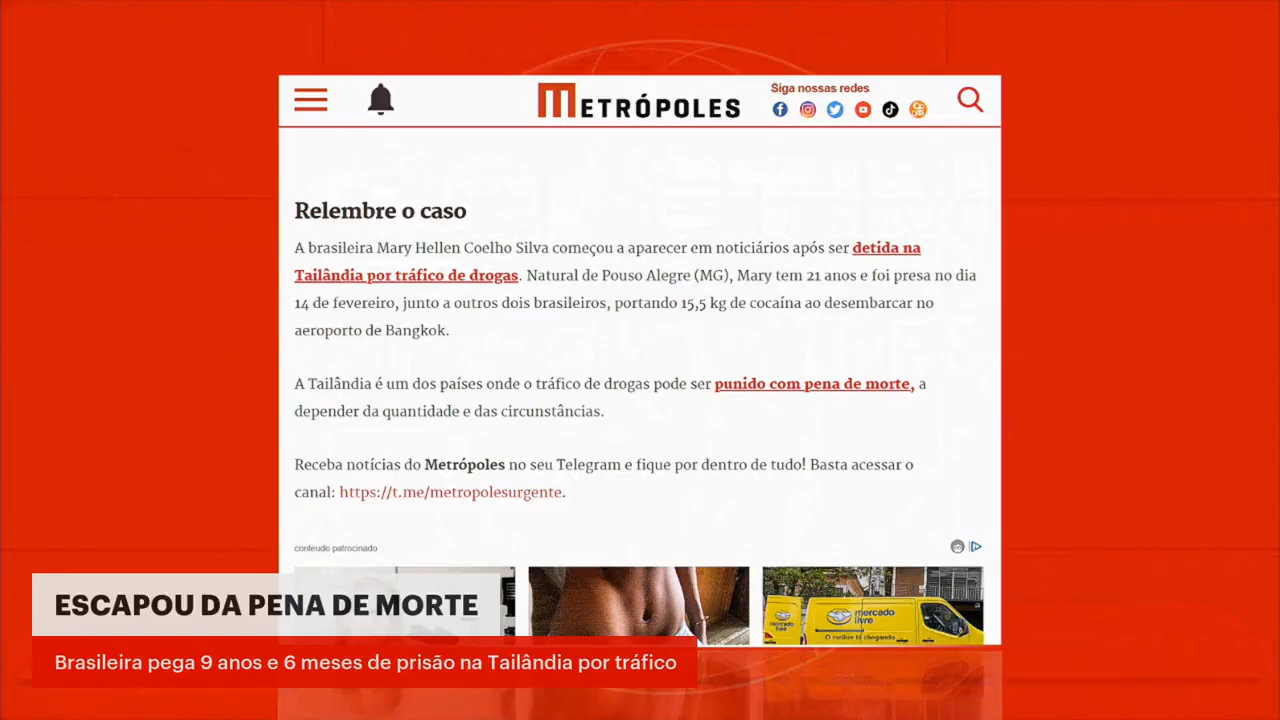 METRÓPOLES
Siga nossas redes
Relembre o caso
A brasileira Mary Hellen Coelho Silva começou a aparecer em noticiários após ser detida na
Tailândia por tráfico de drogas. Natural de Pouso Alegre (MG), Mary tem 21 anos e foi presa no dia
14 de fevereiro, junto a outros dois brasileiros, portando 15,5 kg de cocaína ao desembarcar no
aeroporto de Bangkok.
A Tailândia é um dos países onde o tráfico de drogas pode ser punido com pena de morte, a
depender da quantidade e das circunstâncias.
Receba notícias do Metrópoles no seu Telegram e fique por dentro de tudo! Basta acessar o
canal: https://t.me/metropolesurgente.
conteudo patrocinado
mercado
livre
O melhor tá chegando
ESCAPOU DA PENA DE MORTE
Brasileira pega 9 anos e 6 meses de prisão na Tailândia por tráfico